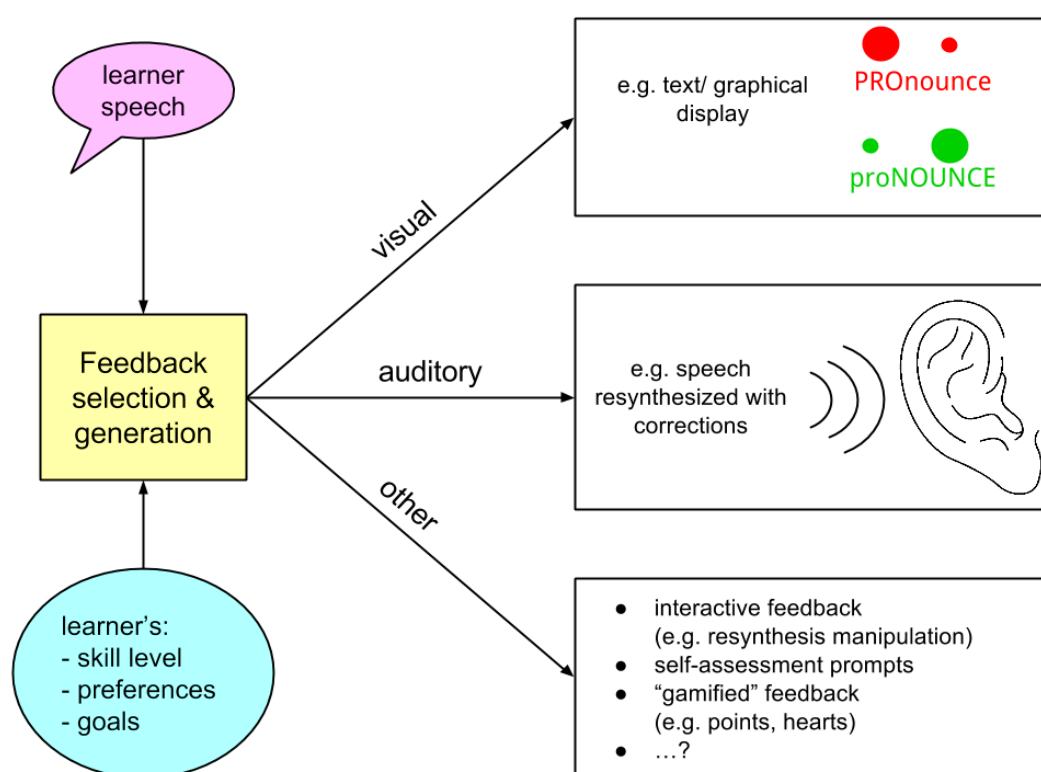 learner
speech
Feedback
selection &
generation
learner's:
- skill level
- preferences
- goals
visual
auditory
other
e.g. text/ graphical
display
PROnounce
proNOUNCE
e.g. speech
resynthesized with
corrections
● interactive feedback
(e.g. resynthesis manipulation)
● self-assessment prompts
● “gamified” feedback
(e.g. points, hearts)
● …?